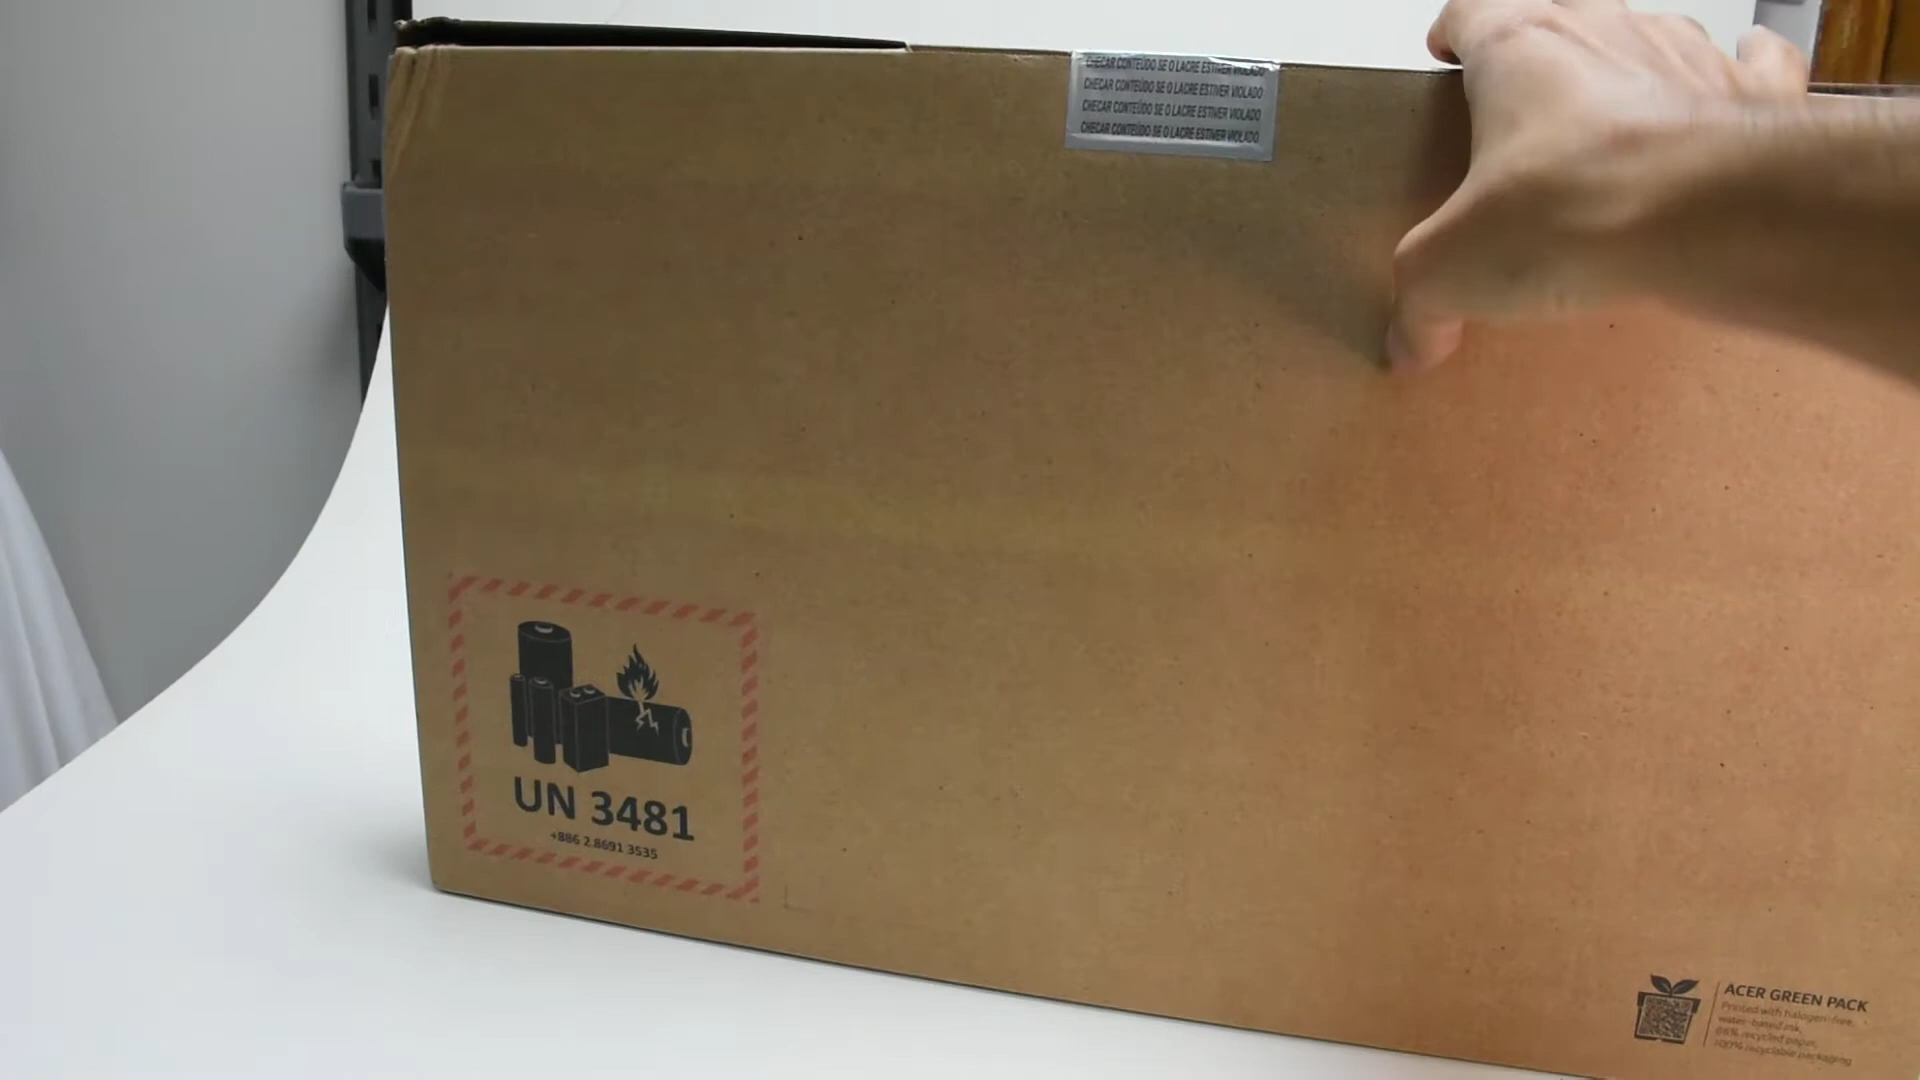 CHECAR CONTEÚDO SE O LACRE ESTIVER VIOLADO
CHECAR CONTEÚDO SE O LACRE ESTIVER VIOLADO
CHECAR CONTEÚDO SE O LACRE ESTIVER VIOLADO
CHECAR CONTEÚDO SE O LACRE ESTIVER VIOLADO
UN 3481
+886 2.8691 3535
ACER GREEN PACK
Printed with halogen-free,
water-based ink,
recycled paper,
100% recyclable packaging